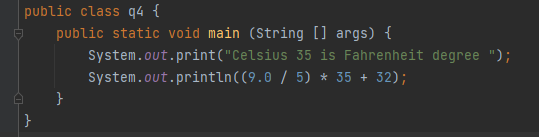 public class q4 {
public static void main (String [] args) {
System.out.print("Celsius 35 is Fahrenheit degree ");
System.out.println((9.0 / 5) * 35 + 32);
}
}